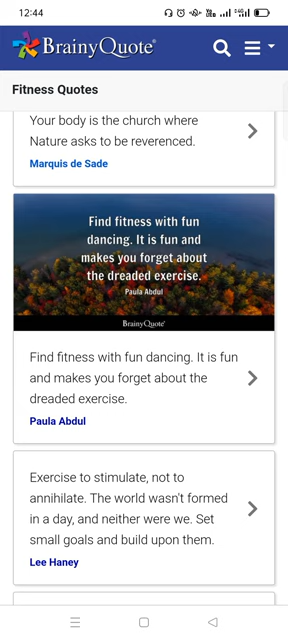 12:44
BrainyQuote®
Fitness Quotes
Your body is the church where
Nature asks to be reverenced.
Marquis de Sade
Find fitness with fun
dancing. It is fun and
makes you forget about
the dreaded exercise.
Paula Abdul
BrainyQuote®
Find fitness with fun dancing. It is fun
and makes you forget about the
dreaded exercise.
Paula Abdul
Exercise to stimulate, not to
annihilate. The world wasn't formed
in a day, and neither were we. Set
small goals and build upon them.
Lee Haney